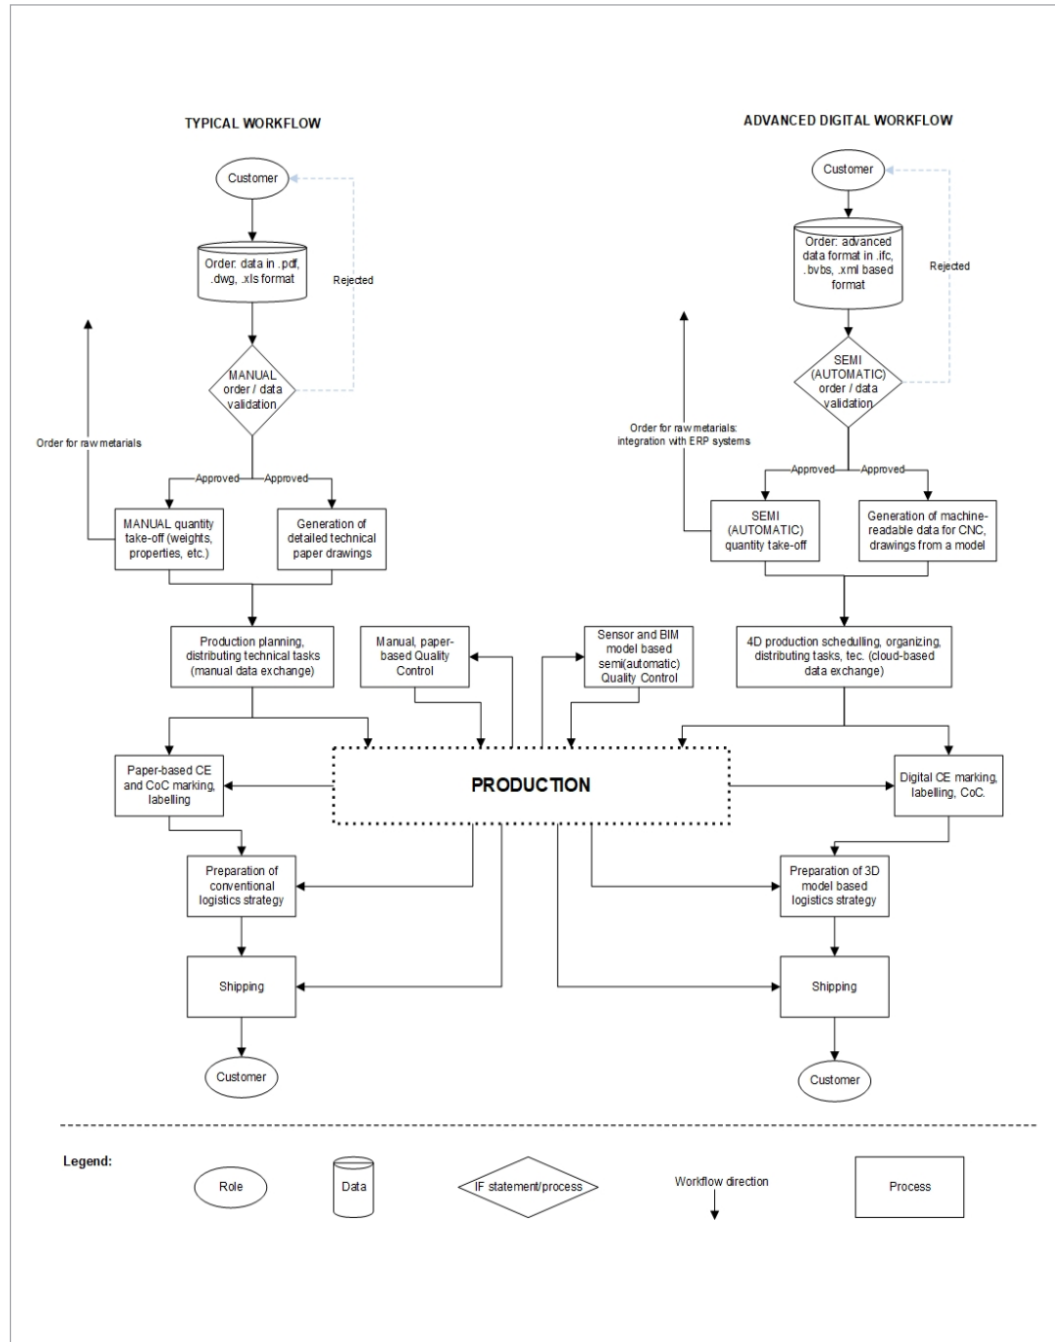 TYPICAL WORKFLOW
Customer
Order: data in .pdf,
.dwg, .xls format
Rejected
MANUAL
order / data
validation
Order for raw metarials
Approved
Approved
MANUAL quantity
take-off (weights,
properties, etc.)
Generation of
detailed technical
paper drawings
Production planning,
distributing technical tasks
(manual data exchange)
Manual, paper-
based Quality
Control
ADVANCED DIGITAL WORKFLOW
Customer
Order: advanced
data format in .ifc,
.bvbs, .xml based
format
Rejected
SEMI
(AUTOMATIC)
order / data
validation
Order for raw metarials:
integration with ERP systems
Approved
Approved
SEMI
(AUTOMATIC)
quantity take-off
Generation of machine-
readable data for CNC,
drawings from a model
Sensor and BIM
model based
semi(automatic)
Quality Control
4D production schedulling, organizing,
distributing tasks, tec. (cloud-based
data exchange)
PRODUCTION
Paper-based CE
and CoC marking,
labelling
Preparation of
conventional
logistics strategy
Shipping
Customer
Digital CE marking,
labelling, CoC.
Preparation of 3D
model based
logistics strategy
Shipping
Customer
Legend:
Role
Data
IF statement/process
Workflow direction
Process